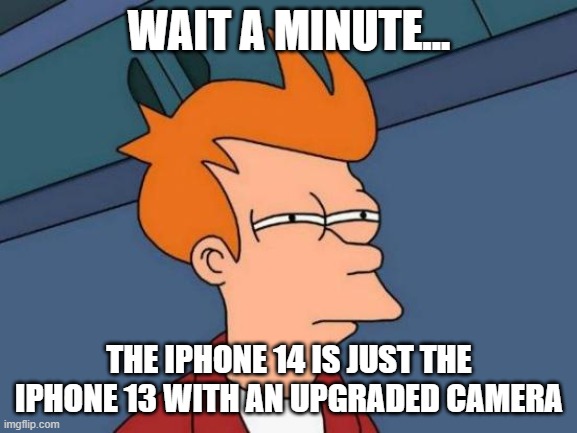 WAIT A MINUTE...
THE IPHONE 14 IS JUST THE
IPHONE 13 WITH AN UPGRADED CAMERA
imgflip.com